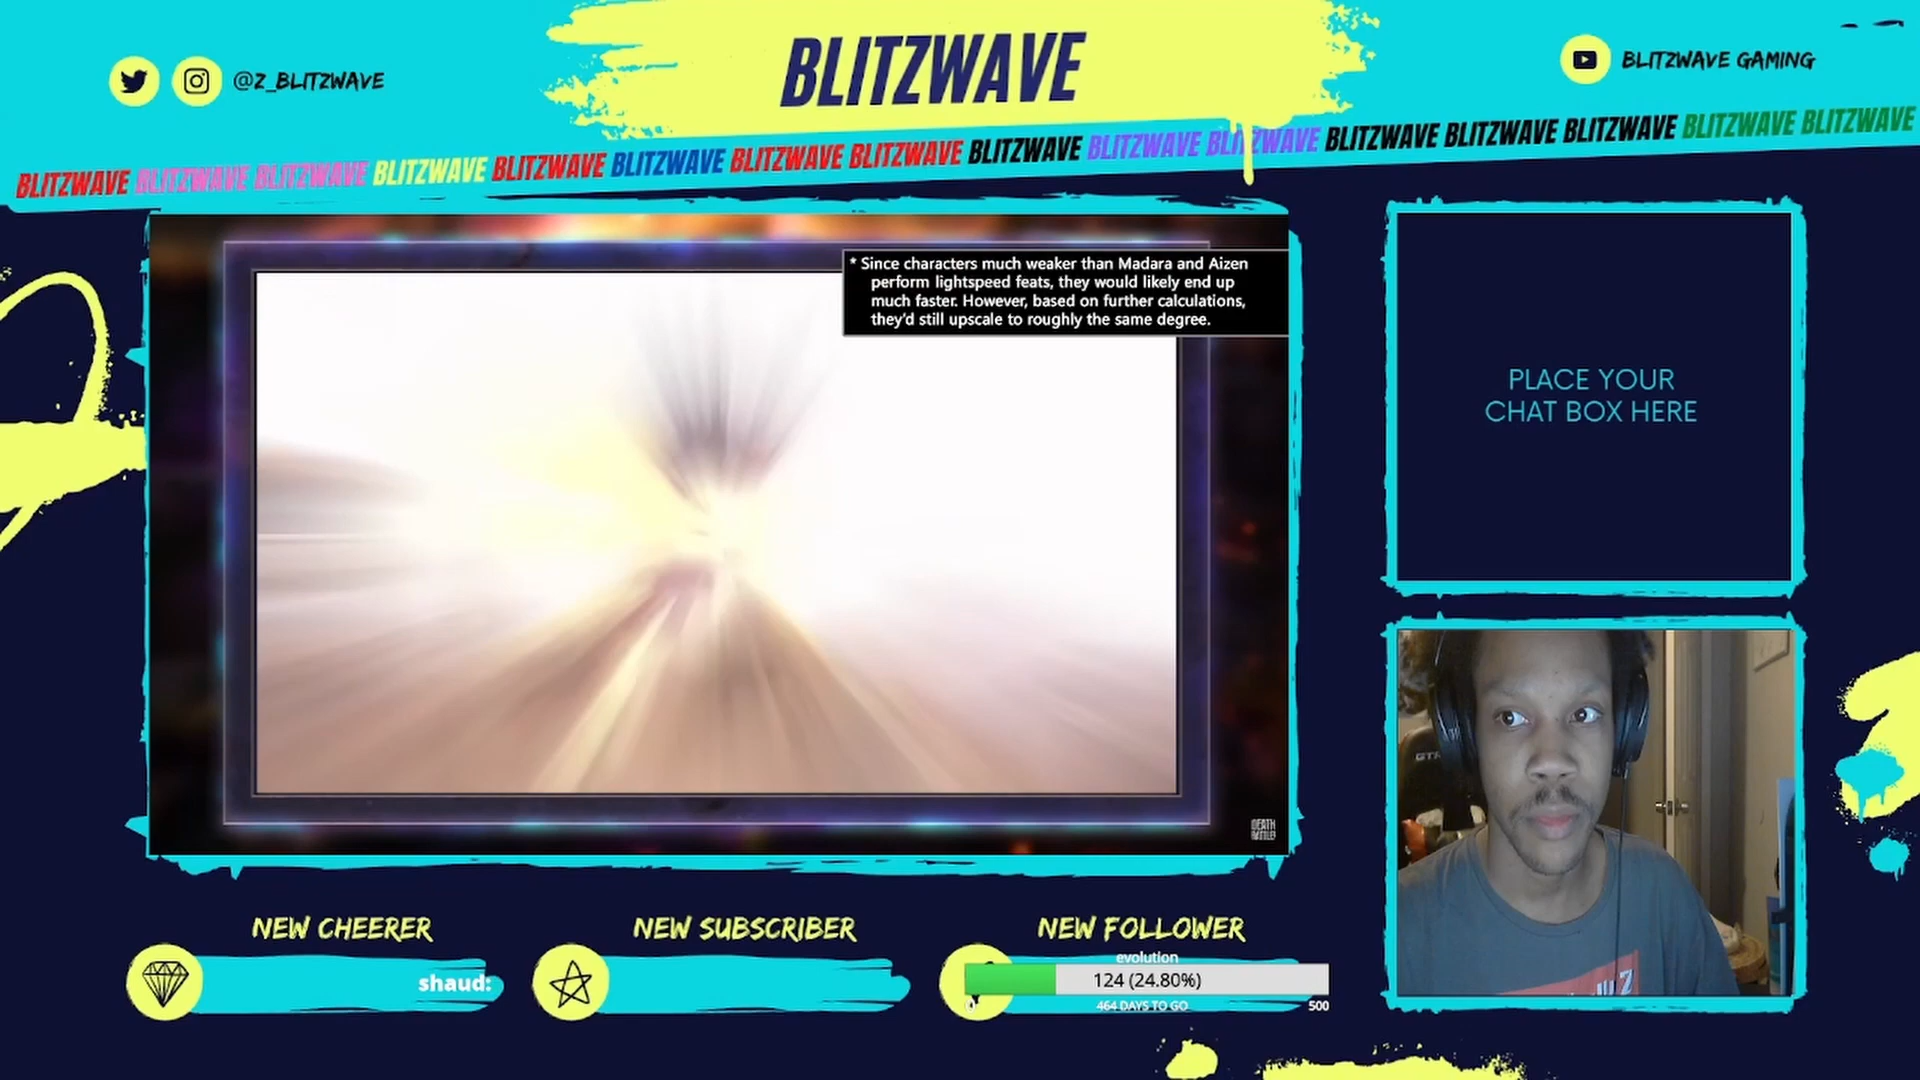 BLITZWAVE
@Z_BLITZWAVE
BLITZWAVE GAMING
BLITZWAVE BLITZWAVE BLITZWAVE BLITZWAVE BLITZWAVE BLITZWAVE BLITZWAVE BLITZWAVE BLITZWAVE BLITZWAVE BLITZWAVE BLITZWAVE BLITZWAVE BLITZWAVE BLITZWAVE BLITZWAVE
* Since characters much weaker than Madara and Aizen
perform lightspeed feats, they would likely end up
much faster. However, based on further calculations,
they'd still upscale to roughly the same degree.
DEATH
BATTLE!
PLACE YOUR
CHAT BOX HERE
NEW CHEERER
shaud:
NEW SUBSCRIBER
NEW FOLLOWER
evolution
124 (24.80%)
464 DAYS TO GO
500